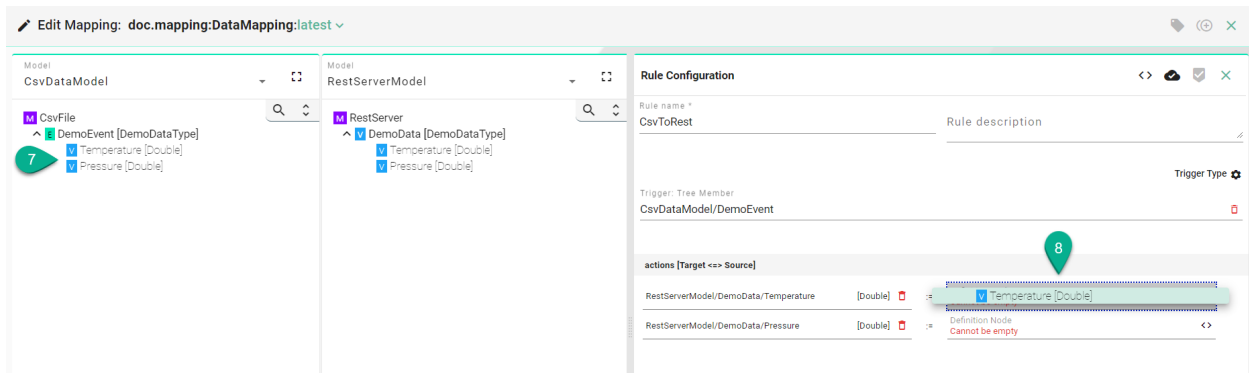 Edit Mapping: doc.mapping:DataMapping:latest
Model
CsvDataModel
M CsvFile
E DemoEvent [DemoDataType]
V Temperature [Double]
V Pressure [Double]
7
Model
RestServerModel
M RestServer
V DemoData [DemoDataType]
V Temperature [Double]
V Pressure [Double]
Rule Configuration
Rule name *
CsvToRest
Rule description
Trigger Type
Trigger: Tree Member
CsvDataModel/DemoEvent
8
actions [Target <=> Source]
RestServerModel/DemoData/Temperature [Double] := V Temperature [Double]
RestServerModel/DemoData/Pressure [Double] := Definition Node
Cannot be empty